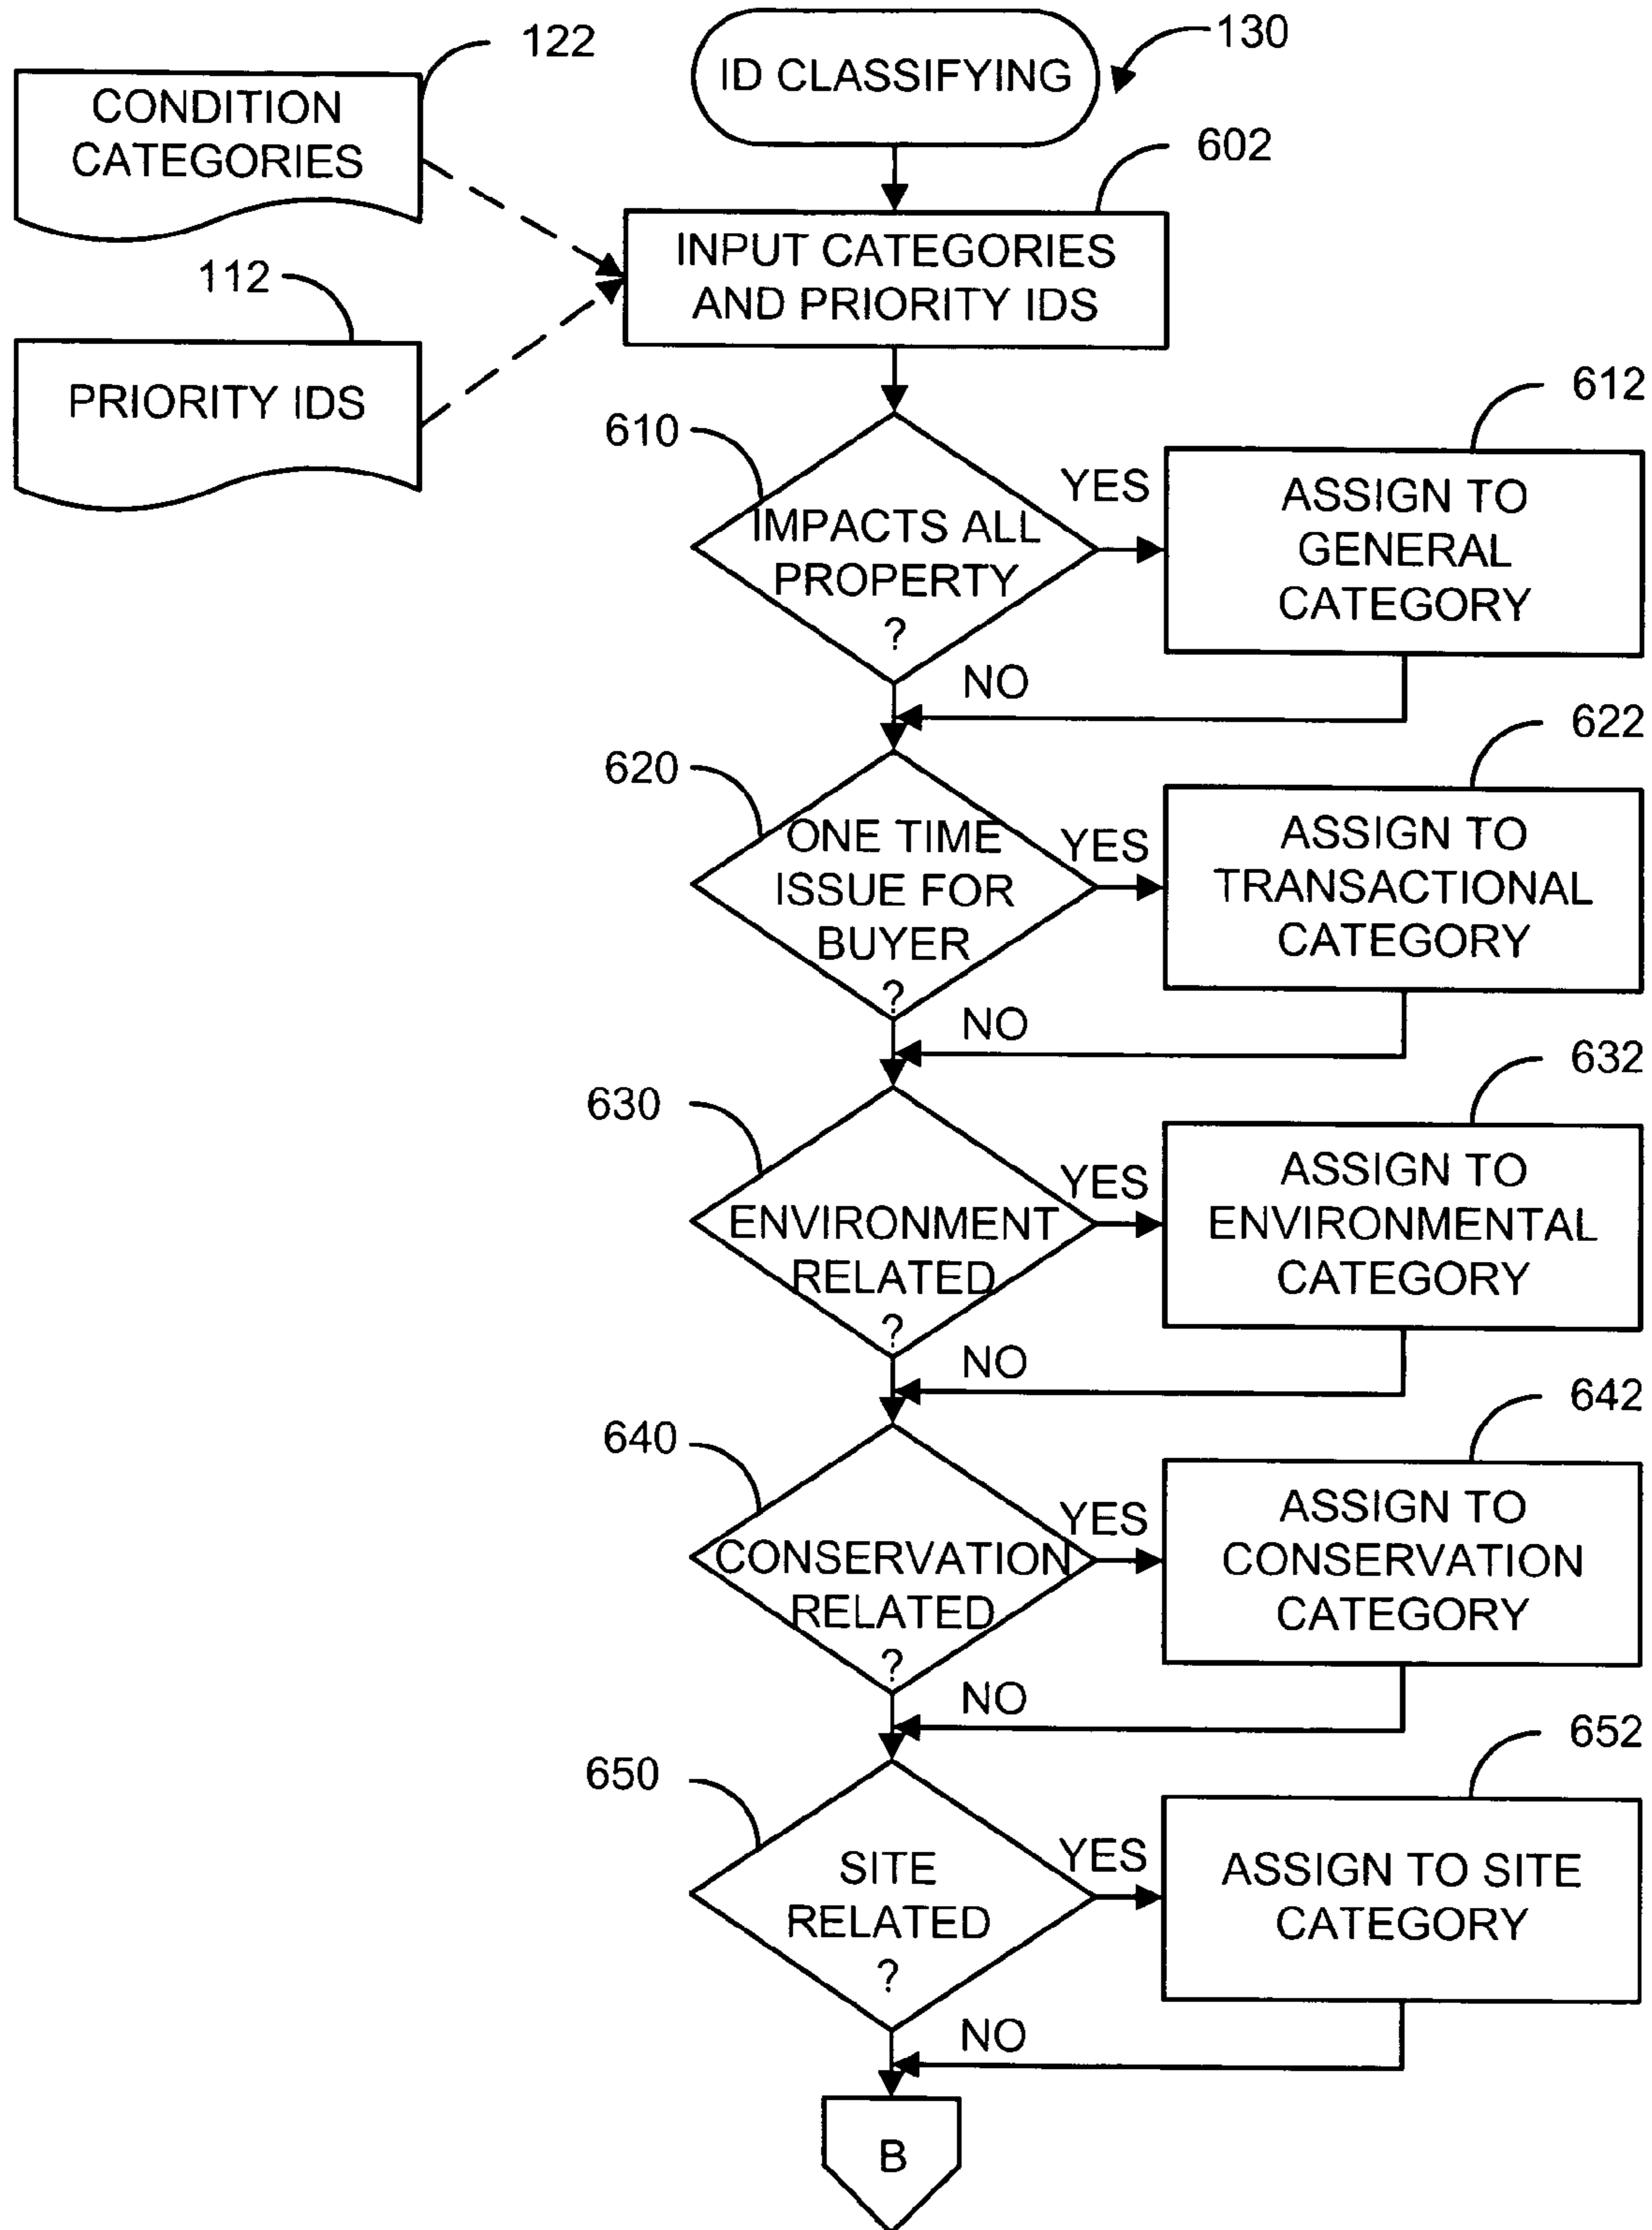 122
CONDITION
CATEGORIES
ID CLASSIFYING
130
602
INPUT CATEGORIES
AND PRIORITY IDS
112
PRIORITY IDS
610
IMPACTS ALL
PROPERTY
?
YES
NO
612
ASSIGN TO
GENERAL
CATEGORY
620
ONE TIME
ISSUE FOR
BUYER
?
YES
NO
622
ASSIGN TO
TRANSACTIONAL
CATEGORY
630
ENVIRONMENT
RELATED
?
YES
NO
632
ASSIGN TO
ENVIRONMENTAL
CATEGORY
640
CONSERVATION
RELATED
?
YES
NO
642
ASSIGN TO
CONSERVATION
CATEGORY
650
SITE
RELATED
?
YES
NO
652
ASSIGN TO SITE
CATEGORY
B